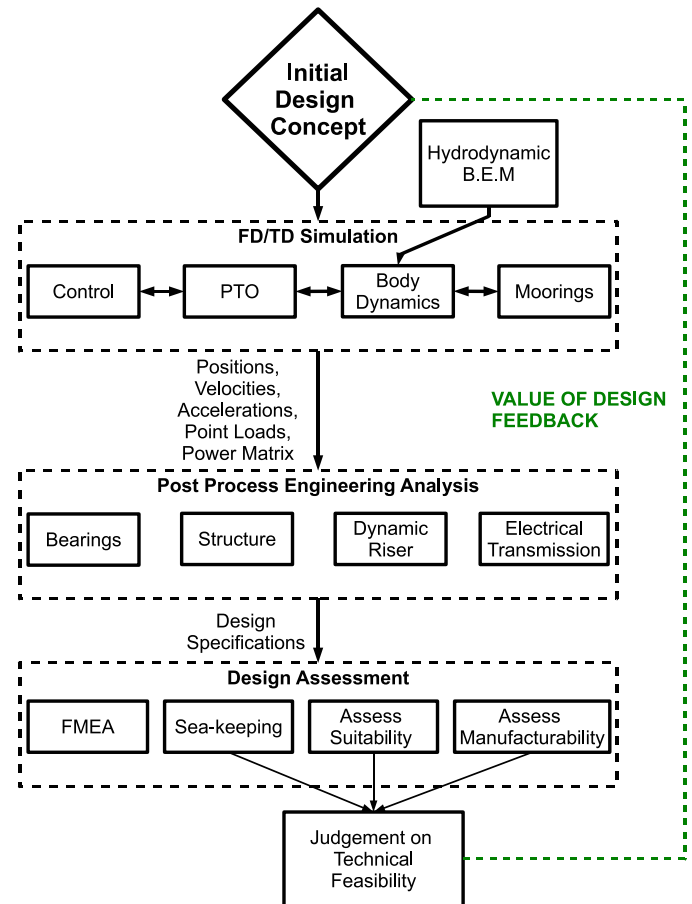 Initial
Design
Concept
Hydrodynamic
B.E.M
FD/TD Simulation
Control
PTO
Body
Dynamics
Moorings
Positions,
Velocities,
Accelerations,
Point Loads,
Power Matrix
VALUE OF DESIGN
FEEDBACK
Post Process Engineering Analysis
Bearings
Structure
Dynamic
Riser
Electrical
Transmission
Design
Specifications
Design Assessment
FMEA
Sea-keeping
Assess
Suitability
Assess
Manufacturability
Judgement on
Technical
Feasibility